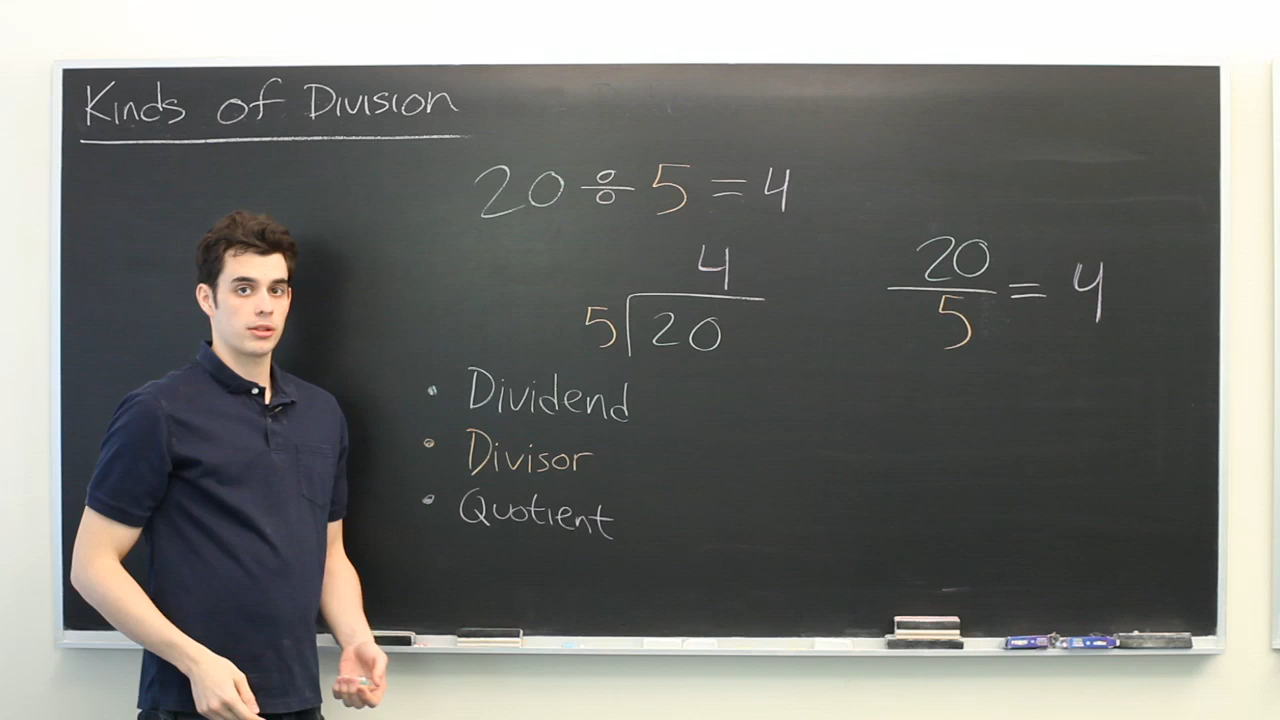 Kinds of Division
20 ÷ 5 = 4
4
5 20
20
5
= 4
• Dividend
• Divisor
• Quotient